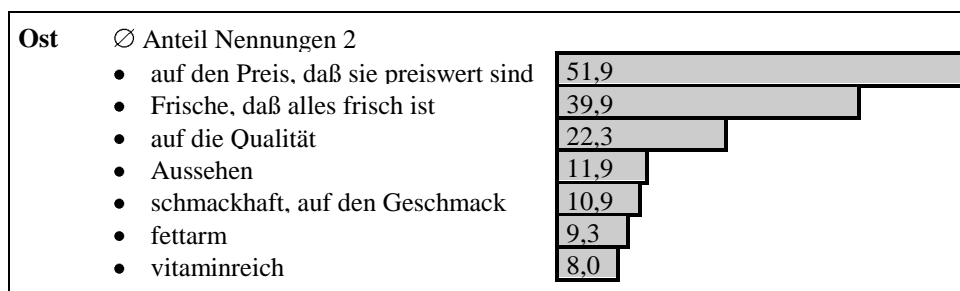 Ost ∅ Anteil Nennungen 2
• auf den Preis, daß sie preiswert sind 51,9
• Frische, daß alles frisch ist 39,9
• auf die Qualität 22,3
• Aussehen 11,9
• schmackhaft, auf den Geschmack 10,9
• fettarm 9,3
• vitaminreich 8,0